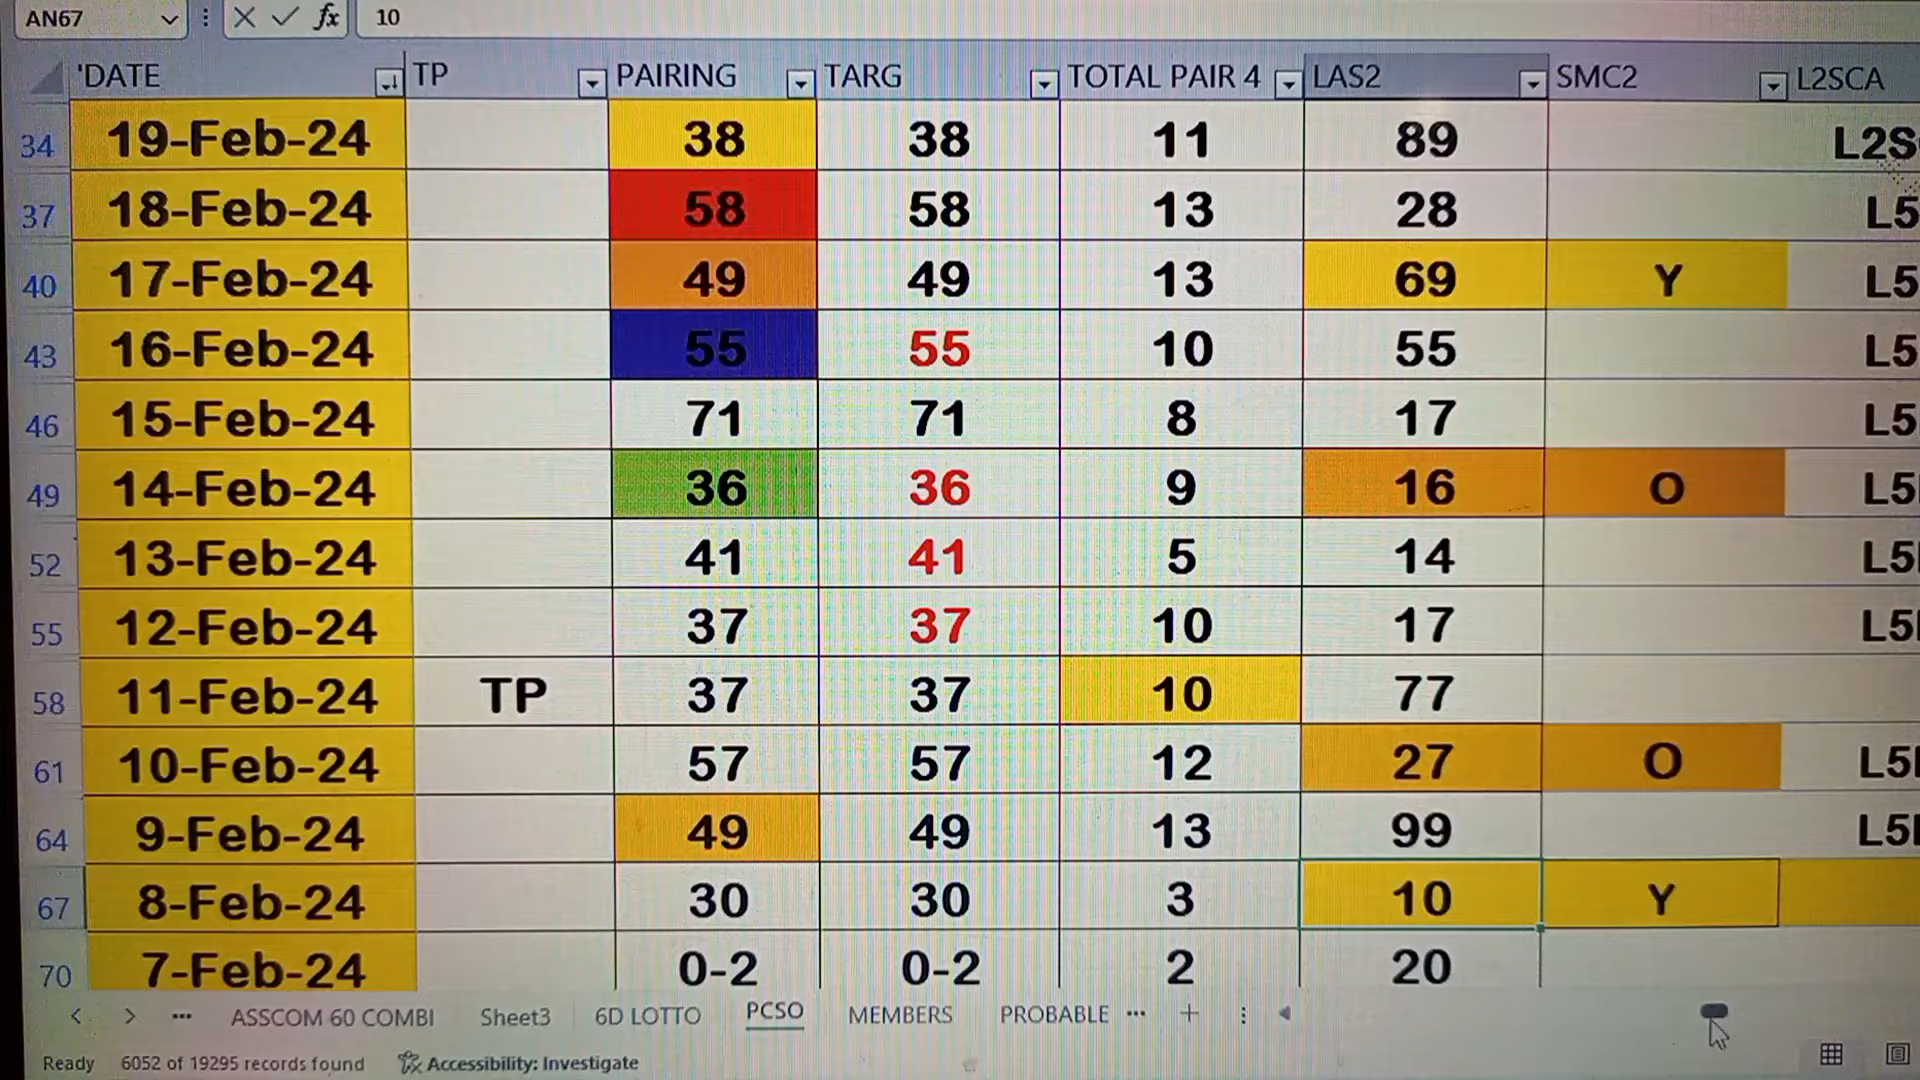 AN67 fx 10
'DATE TP PAIRING TARG TOTAL PAIR 4 LAS2 SMC2 L2SCA
34 19-Feb-24 38 38 11 89 L2S
37 18-Feb-24 58 58 13 28 L5
40 17-Feb-24 49 49 13 69 Y L5
43 16-Feb-24 55 55 10 55 L5
46 15-Feb-24 71 71 8 17 L5
49 14-Feb-24 36 36 9 16 O L5
52 13-Feb-24 41 41 5 14 L5
55 12-Feb-24 37 37 10 17 L5
58 11-Feb-24 TP 37 37 10 77
61 10-Feb-24 57 57 12 27 O L5
64 9-Feb-24 49 49 13 99 L5
67 8-Feb-24 30 30 3 10 Y
70 7-Feb-24 0-2 0-2 2 20
ASSCOM 60 COMBI Sheet3 6D LOTTO PCSO MEMBERS PROBABLE
Ready 6052 of 19295 records found Accessibility: Investigate